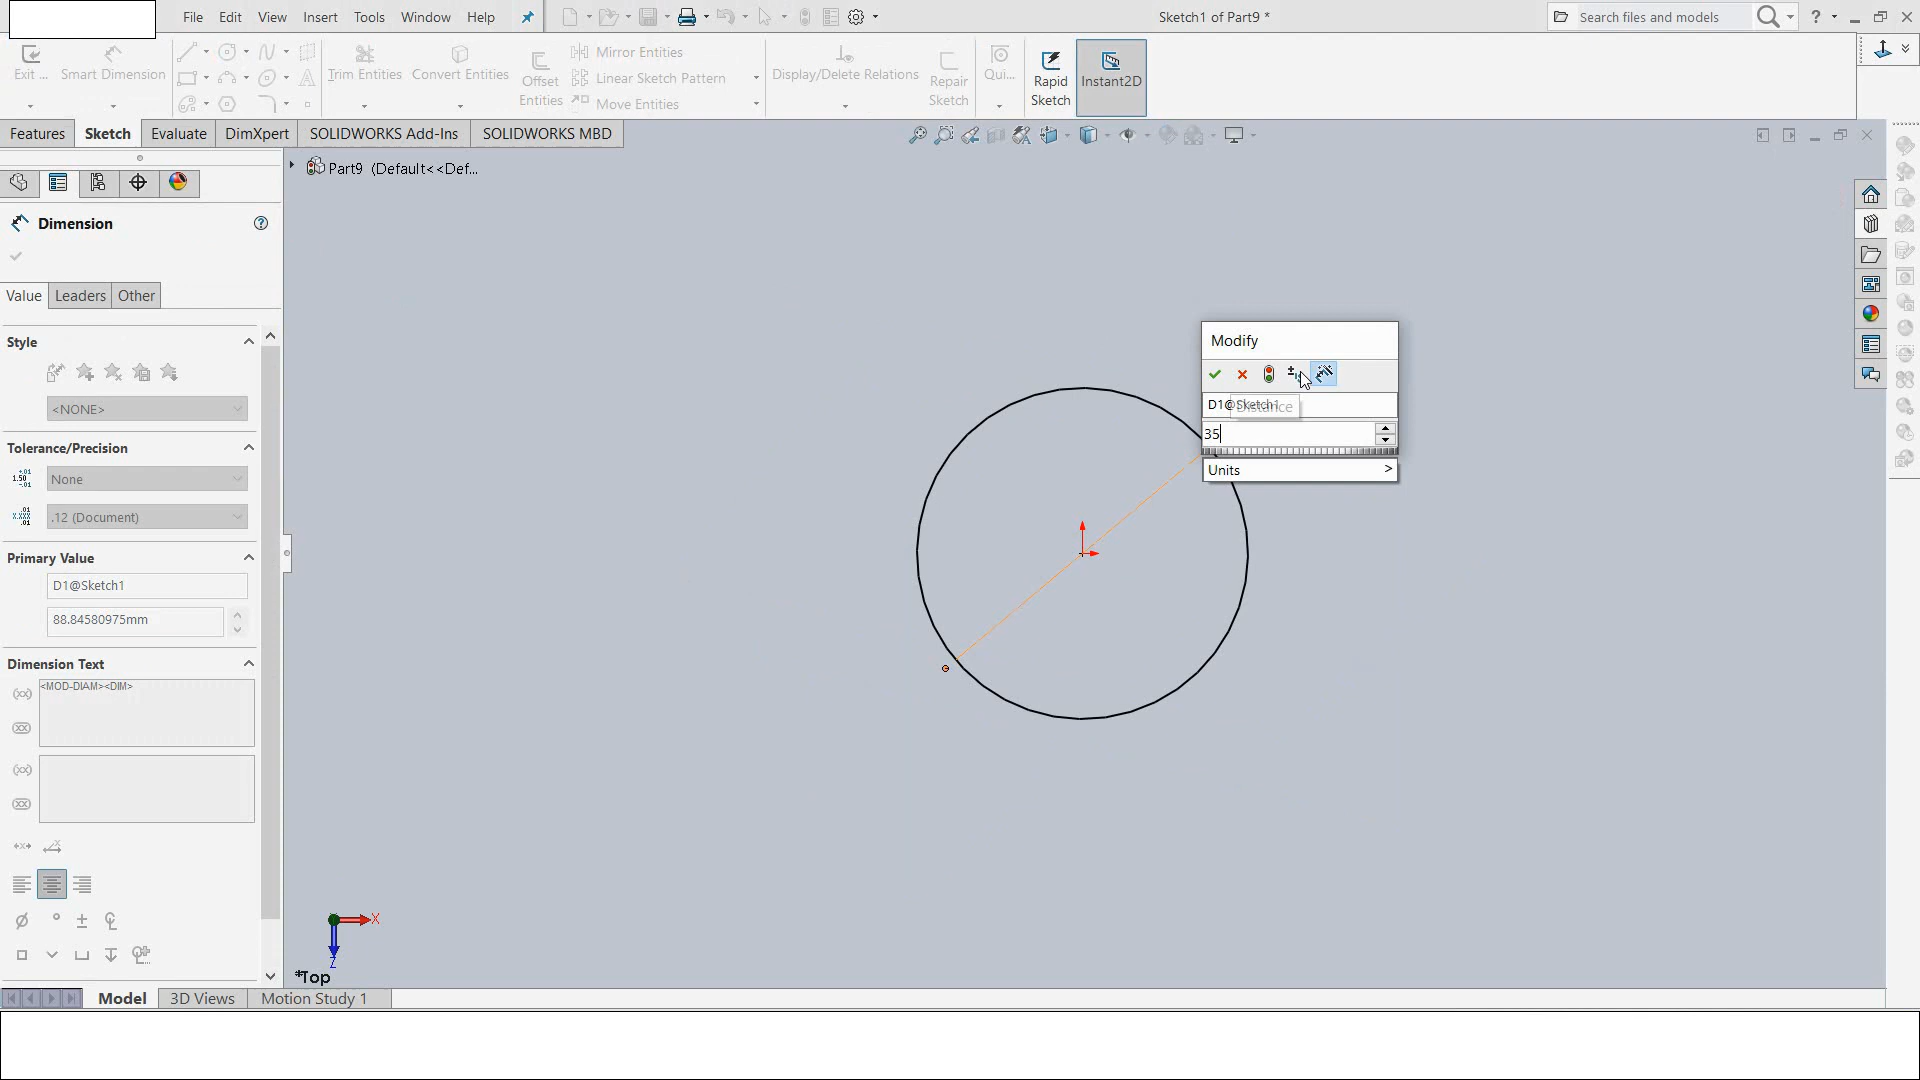 File Edit View Insert Tools Window Help
Sketch1 of Part9 *
Search files and models
?
Exit ...
Smart Dimension
Trim Entities
Convert Entities
Offset Entities
Mirror Entities
Linear Sketch Pattern
Move Entities
Display/Delete Relations
Repair Sketch
Qui...
Rapid Sketch
Instant2D
Features Sketch Evaluate DimXpert SOLIDWORKS Add-Ins SOLIDWORKS MBD
Part9 (Default<<Def...
Dimension
?
Value Leaders Other
Style
<NONE>
Tolerance/Precision
None
.12 (Document)
Primary Value
D1@Sketch1
88.84580975mm
Dimension Text
<MOD-DIAM><DIM>
Modify
D1@Sketch1
Distance
35
Units >
X
Z
*Top
Model 3D Views Motion Study 1